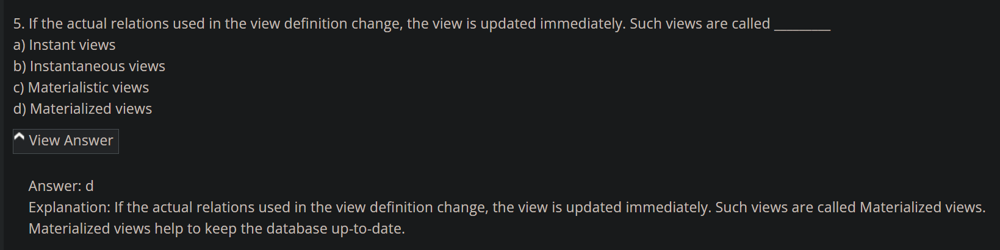 5. If the actual relations used in the view definition change, the view is updated immediately. Such views are called _________
a) Instant views
b) Instantaneous views
c) Materialistic views
d) Materialized views
View Answer
Answer: d
Explanation: If the actual relations used in the view definition change, the view is updated immediately. Such views are called Materialized views.
Materialized views help to keep the database up-to-date.